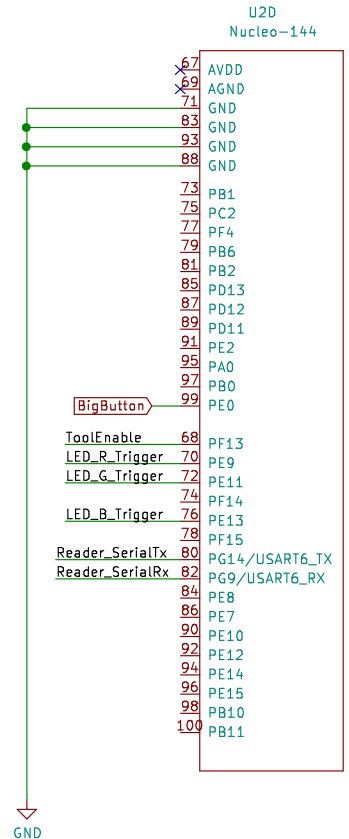 U2D
Nucleo-144
67 AVDD
69 AGND
71 GND
83 GND
93 GND
88 GND
73 PB1
75 PC2
77 PF4
79 PB6
81 PB2
85 PD13
87 PD12
89 PD11
91 PE2
95 PA0
97 PB0
BigButton 99 PE0
ToolEnable 68 PF13
LED_R_Trigger 70 PE9
LED_G_Trigger 72 PE11
74 PF14
LED_B_Trigger 76 PE13
78 PF15
Reader_SerialTx 80 PG14/USART6_TX
Reader_SerialRx 82 PG9/USART6_RX
84 PE8
86 PE7
90 PE10
92 PE12
94 PE14
96 PE15
98 PB10
100 PB11
GND